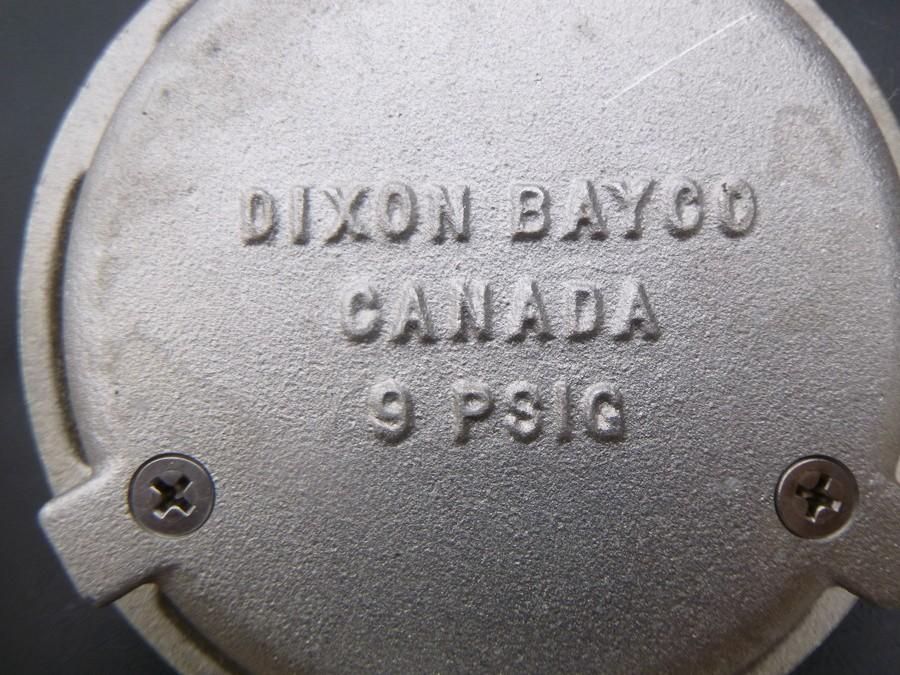 DIXON BAYCO
CANADA
9 PSIG